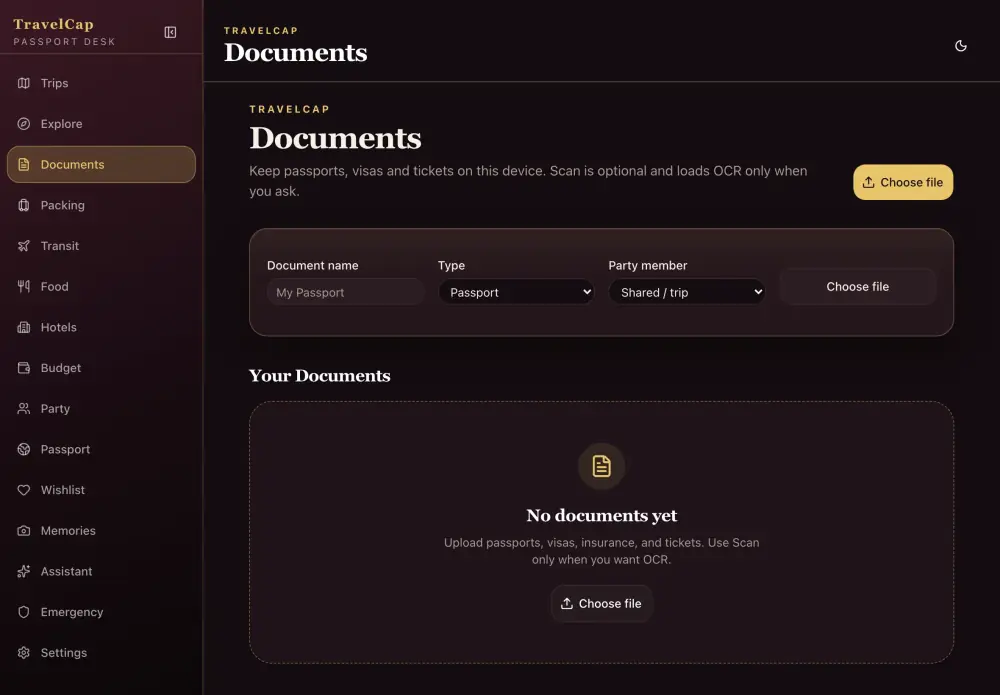 TravelCap
PASSPORT DESK
Trips
Explore
Documents
Packing
Transit
Food
Hotels
Budget
Party
Passport
Wishlist
Memories
Assistant
Emergency
Settings
TRAVELCAP
Documents
TRAVELCAP
Documents
Keep passports, visas and tickets on this device. Scan is optional and loads OCR only when
you ask.
Choose file
Document name
My Passport
Type
Passport
Party member
Shared / trip
Choose file
Your Documents
No documents yet
Upload passports, visas, insurance, and tickets. Use Scan
only when you want OCR.
Choose file